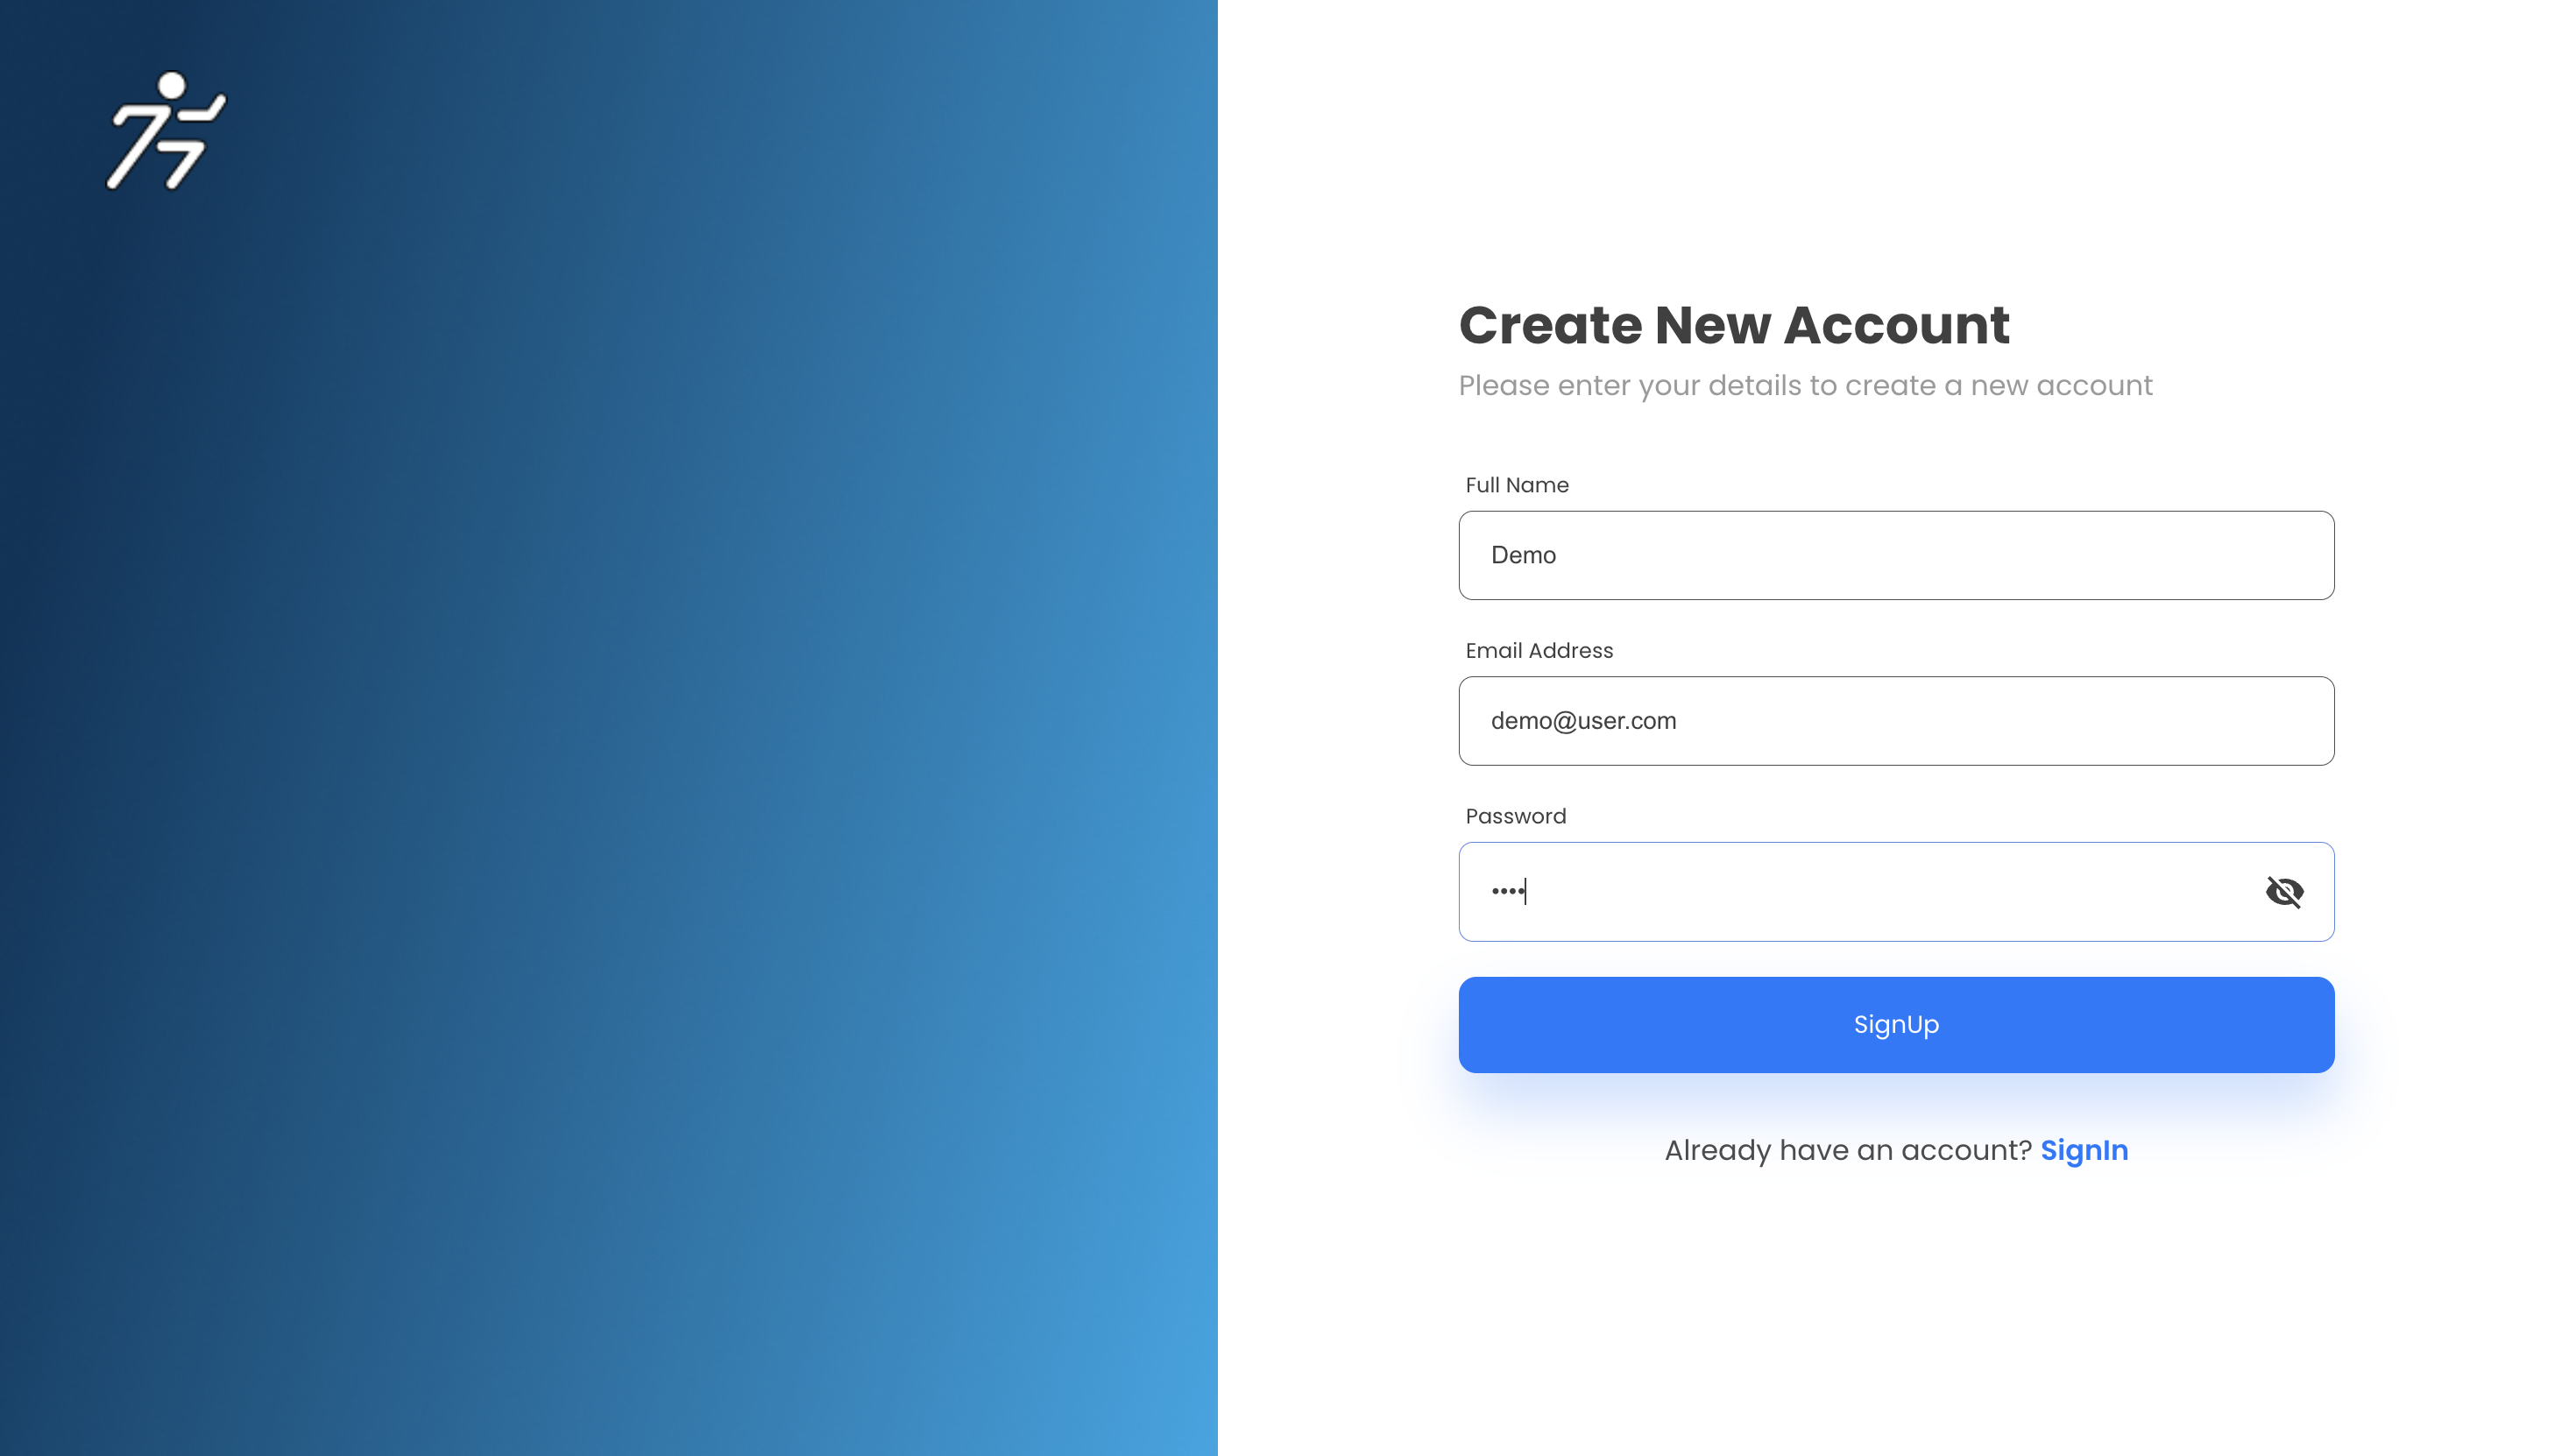 Create New Account
Please enter your details to create a new account
Full Name
Demo
Email Address
demo@user.com
Password
••••
SignUp
Already have an account? SignIn